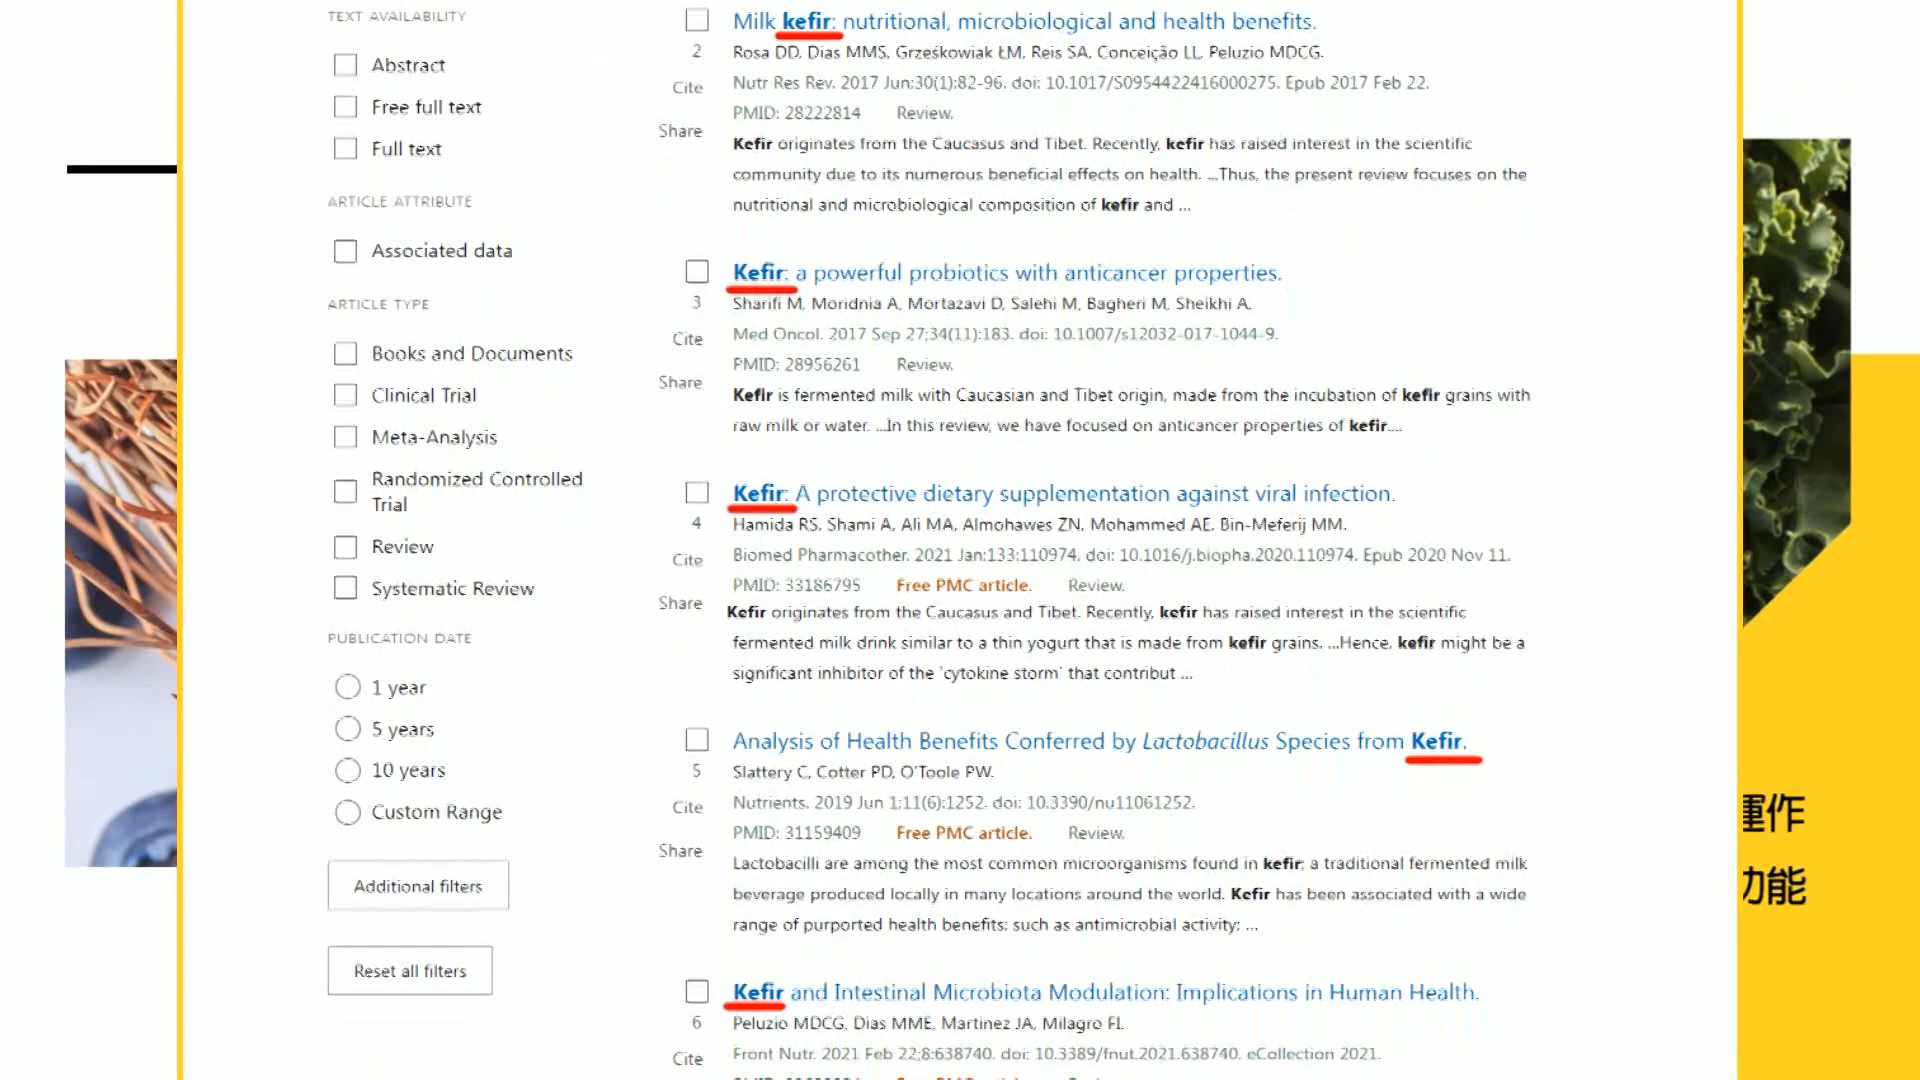 TEXT AVAILABILITY
Abstract
Free full text
Full text
ARTICLE ATTRIBUTE
Associated data
ARTICLE TYPE
Books and Documents
Clinical Trial
Meta-Analysis
Randomized Controlled
Trial
Review
Systematic Review
PUBLICATION DATE
1 year
5 years
10 years
Custom Range
Additional filters
Reset all filters
Milk kefir: nutritional, microbiological and health benefits.
2
Rosa DD, Dias MMS, Grześkowiak ŁM, Reis SA, Conceição LL, Peluzio MDCG.
Cite
Nutr Res Rev. 2017 Jun;30(1):82-96. doi: 10.1017/S0954422416000275. Epub 2017 Feb 22.
PMID: 28222814 Review.
Share
Kefir originates from the Caucasus and Tibet. Recently, kefir has raised interest in the scientific
community due to its numerous beneficial effects on health. ...Thus, the present review focuses on the
nutritional and microbiological composition of kefir and ...
Kefir: a powerful probiotics with anticancer properties.
3
Sharifi M, Moridnia A, Mortazavi D, Salehi M, Bagheri M, Sheikhi A.
Cite
Med Oncol. 2017 Sep 27;34(11):183. doi: 10.1007/s12032-017-1044-9.
PMID: 28956261 Review.
Share
Kefir is fermented milk with Caucasian and Tibet origin, made from the incubation of kefir grains with
raw milk or water. ...In this review, we have focused on anticancer properties of kefir....
Kefir: A protective dietary supplementation against viral infection.
4
Hamida RS, Shami A, Ali MA, Almohawes ZN, Mohammed AE, Bin-Meferij MM.
Cite
Biomed Pharmacother. 2021 Jan;133:110974. doi: 10.1016/j.biopha.2020.110974. Epub 2020 Nov 11.
PMID: 33186795 Free PMC article. Review.
Share
Kefir originates from the Caucasus and Tibet. Recently, kefir has raised interest in the scientific
fermented milk drink similar to a thin yogurt that is made from kefir grains. ...Hence, kefir might be a
significant inhibitor of the 'cytokine storm' that contribut ...
Analysis of Health Benefits Conferred by Lactobacillus Species from Kefir.
5
Slattery C, Cotter PD, O'Toole PW.
Cite
Nutrients. 2019 Jun 1;11(6):1252. doi: 10.3390/nu11061252.
PMID: 31159409 Free PMC article. Review.
Share
Lactobacilli are among the most common microorganisms found in kefir; a traditional fermented milk
beverage produced locally in many locations around the world. Kefir has been associated with a wide
range of purported health benefits; such as antimicrobial activity; ...
Kefir and Intestinal Microbiota Modulation: Implications in Human Health.
6
Peluzio MDCG, Dias MME, Martinez JA, Milagro FI.
Cite
Front Nutr. 2021 Feb 22;8:638740. doi: 10.3389/fnut.2021.638740. eCollection 2021.
運作
功能